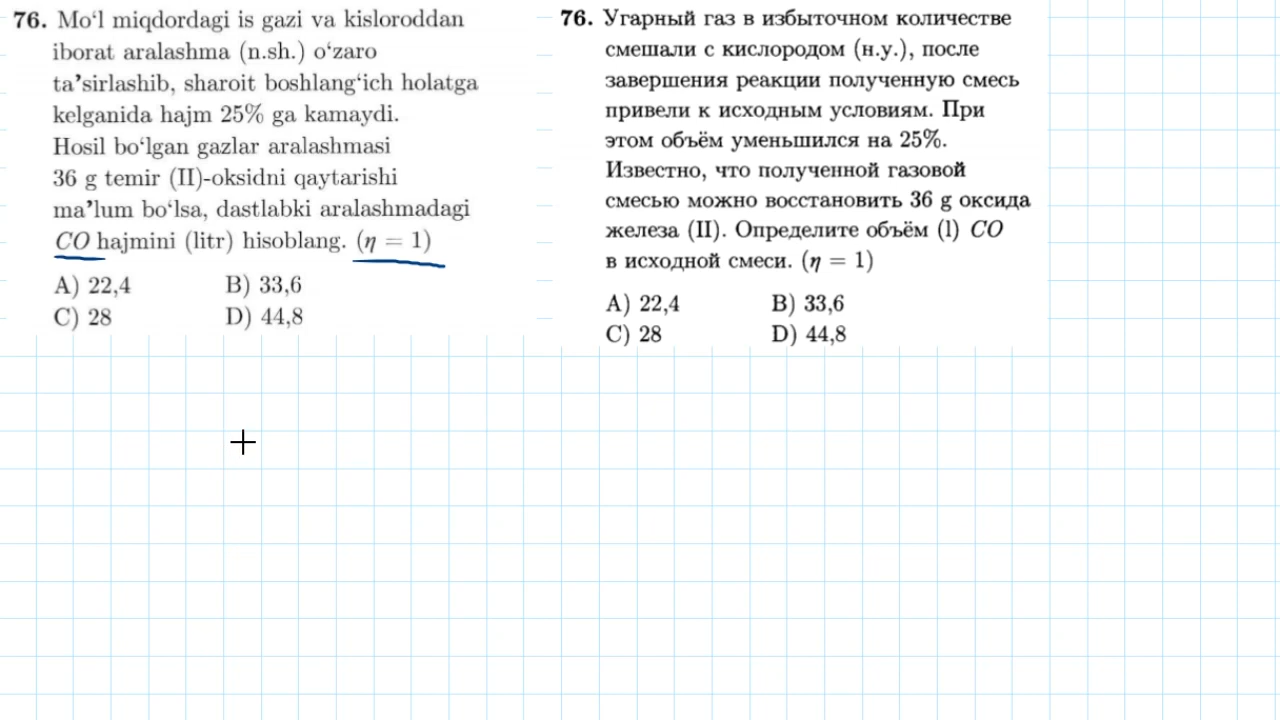 76. Mo‘l miqdordagi is gazi va kisloroddan
iborat aralashma (n.sh.) o‘zaro
ta’sirlashib, sharoit boshlang‘ich holatga
kelganida hajm 25% ga kamaydi.
Hosil bo‘lgan gazlar aralashmasi
36 g temir (II)-oksidni qaytarishi
ma’lum bo‘lsa, dastlabki aralashmadagi
CO hajmini (litr) hisoblang. (η = 1)
A) 22,4 B) 33,6
C) 28 D) 44,8
76. Угарный газ в избыточном количестве
смешали с кислородом (н.у.), после
завершения реакции полученную смесь
привели к исходным условиям. При
этом объём уменьшился на 25%.
Известно, что полученной газовой
смесью можно восстановить 36 g оксида
железа (II). Определите объём (l) CO
в исходной смеси. (η = 1)
A) 22,4 B) 33,6
C) 28 D) 44,8